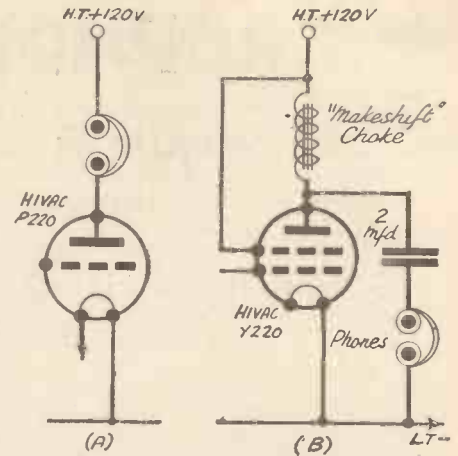 H.T.+120V
HIVAC
P220
(A)
H.T.+120V
"Makeshift"
Choke
2
mfd
HIVAC
Y220
Phones
LT-
(B)